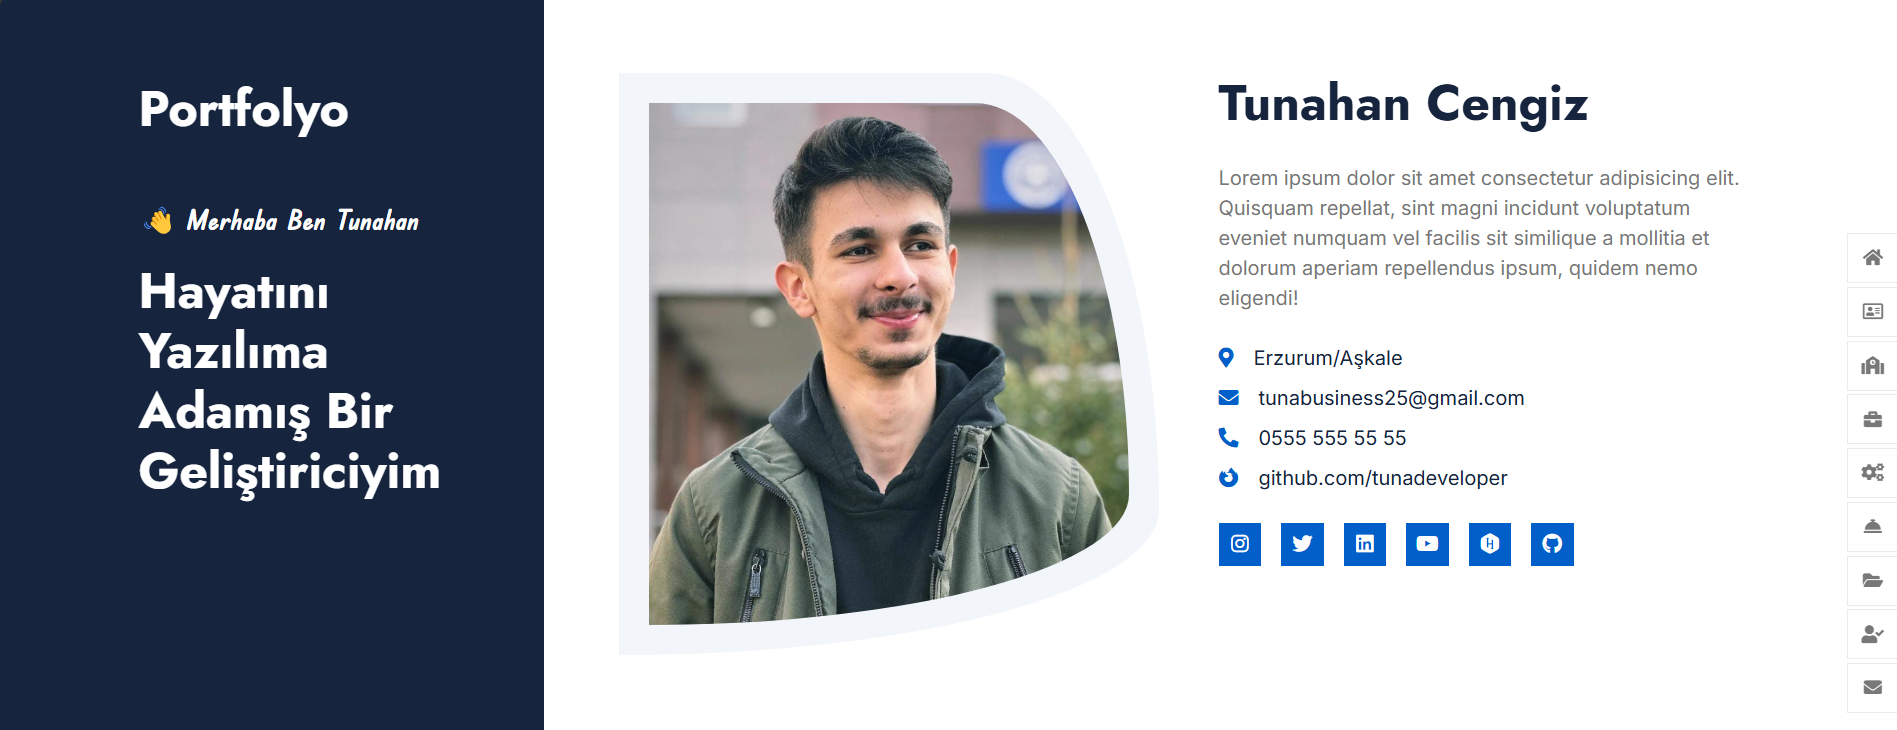 Portfolyo
Merhaba Ben Tunahan
Hayatını
Yazılıma
Adamış Bir
Geliştiriciyim
Tunahan Cengiz
Lorem ipsum dolor sit amet consectetur adipisicing elit.
Quisquam repellat, sint magni incidunt voluptatum
eveniet numquam vel facilis sit similique a mollitia et
dolorum aperiam repellendus ipsum, quidem nemo
eligendi!
Erzurum/Aşkale
tunabusiness25@gmail.com
0555 555 55 55
github.com/tunadeveloper